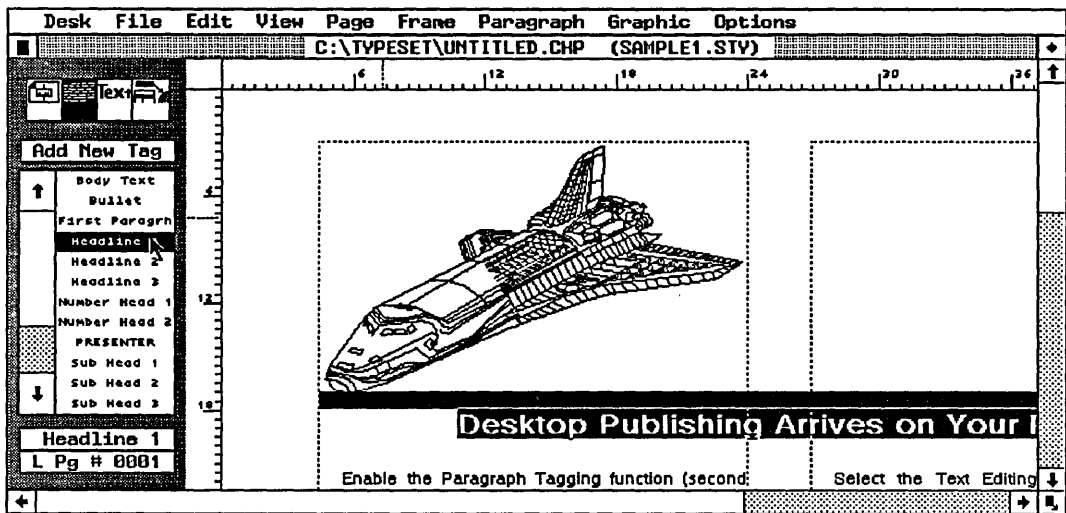 Desk File Edit View Page Frame Paragraph Graphic Options
C:\TYPESET\UNTITLED.CHP (SAMPLE1.STY)
6 12 18 24 30 36
Text
Add New Tag
Body Text
Bullet
First Paragrh
Headline
Headline 2
Headline 3
Number Head 1
Number Head 2
PRESENTER
Sub Head 1
Sub Head 2
Sub Head 3
Headline 1
L Pg # 0001
6
12
18
Desktop Publishing Arrives on Your
Enable the Paragraph Tagging function (second
Select the Text Editing